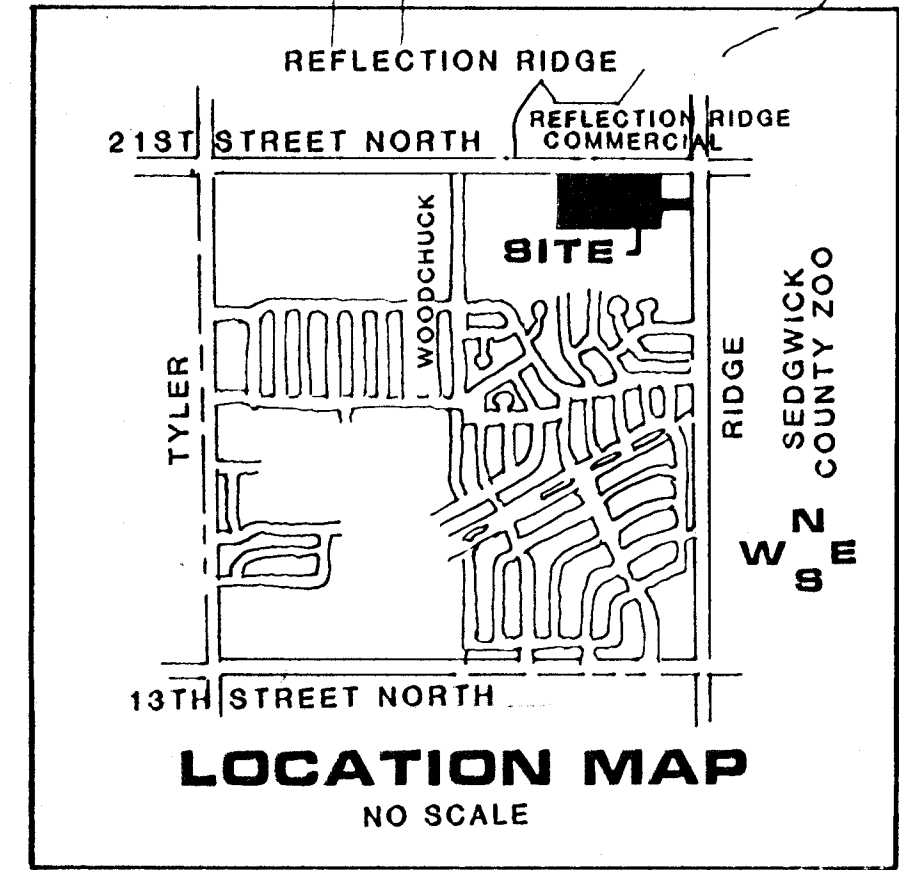 REFLECTION RIDGE
REFLECTION RIDGE
COMMERCIAL
21ST STREET NORTH
WOODCHUCK
SITE
TYLER
RIDGE
SEDGWICK
COUNTY ZOO
N
W E
S
13TH STREET NORTH
LOCATION MAP
NO SCALE